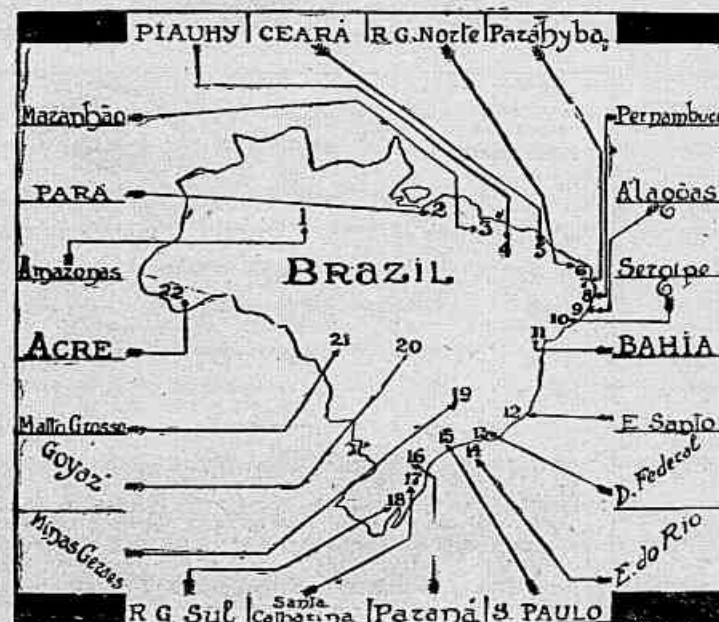 PIAUHY CEARÁ R.G. Norte Parahyba
Maranhão
Pernambuco
PARÁ
Alagôas
1
2
3
4
5
Amazonas
BRAZIL
6
7
8
9
10
Sergipe
22
ACRE
21
20
11
BAHIA
19
12
E Santo
Matto Grosso
Goyaz
13
14
15
16
17
18
D. Federal
Minas Geraes
E. do Rio
R G Sul Santa Catharina Paraná S. PAULO